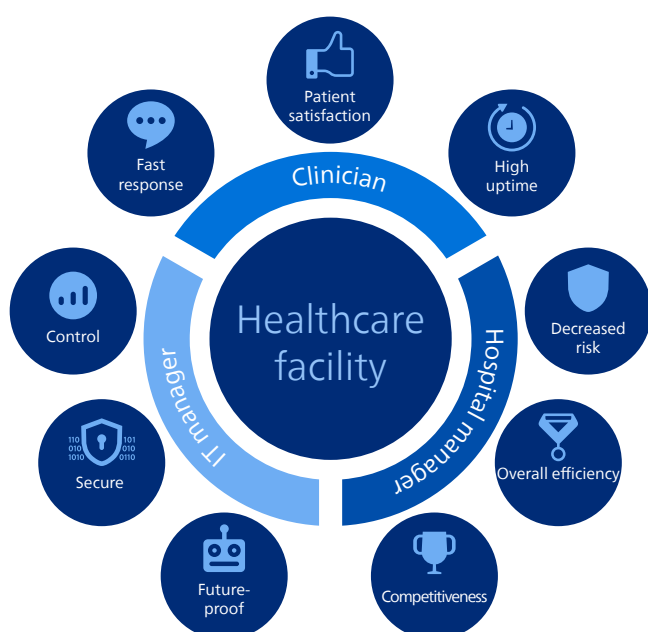 Patient
satisfaction
Fast
response
High
uptime
Clinician
Control
Healthcare
facility
Decreased
risk
IT manager
Hospital manager
110
010
1010
101
010
0110
Secure
Overall efficiency
Future-
proof
Competitiveness